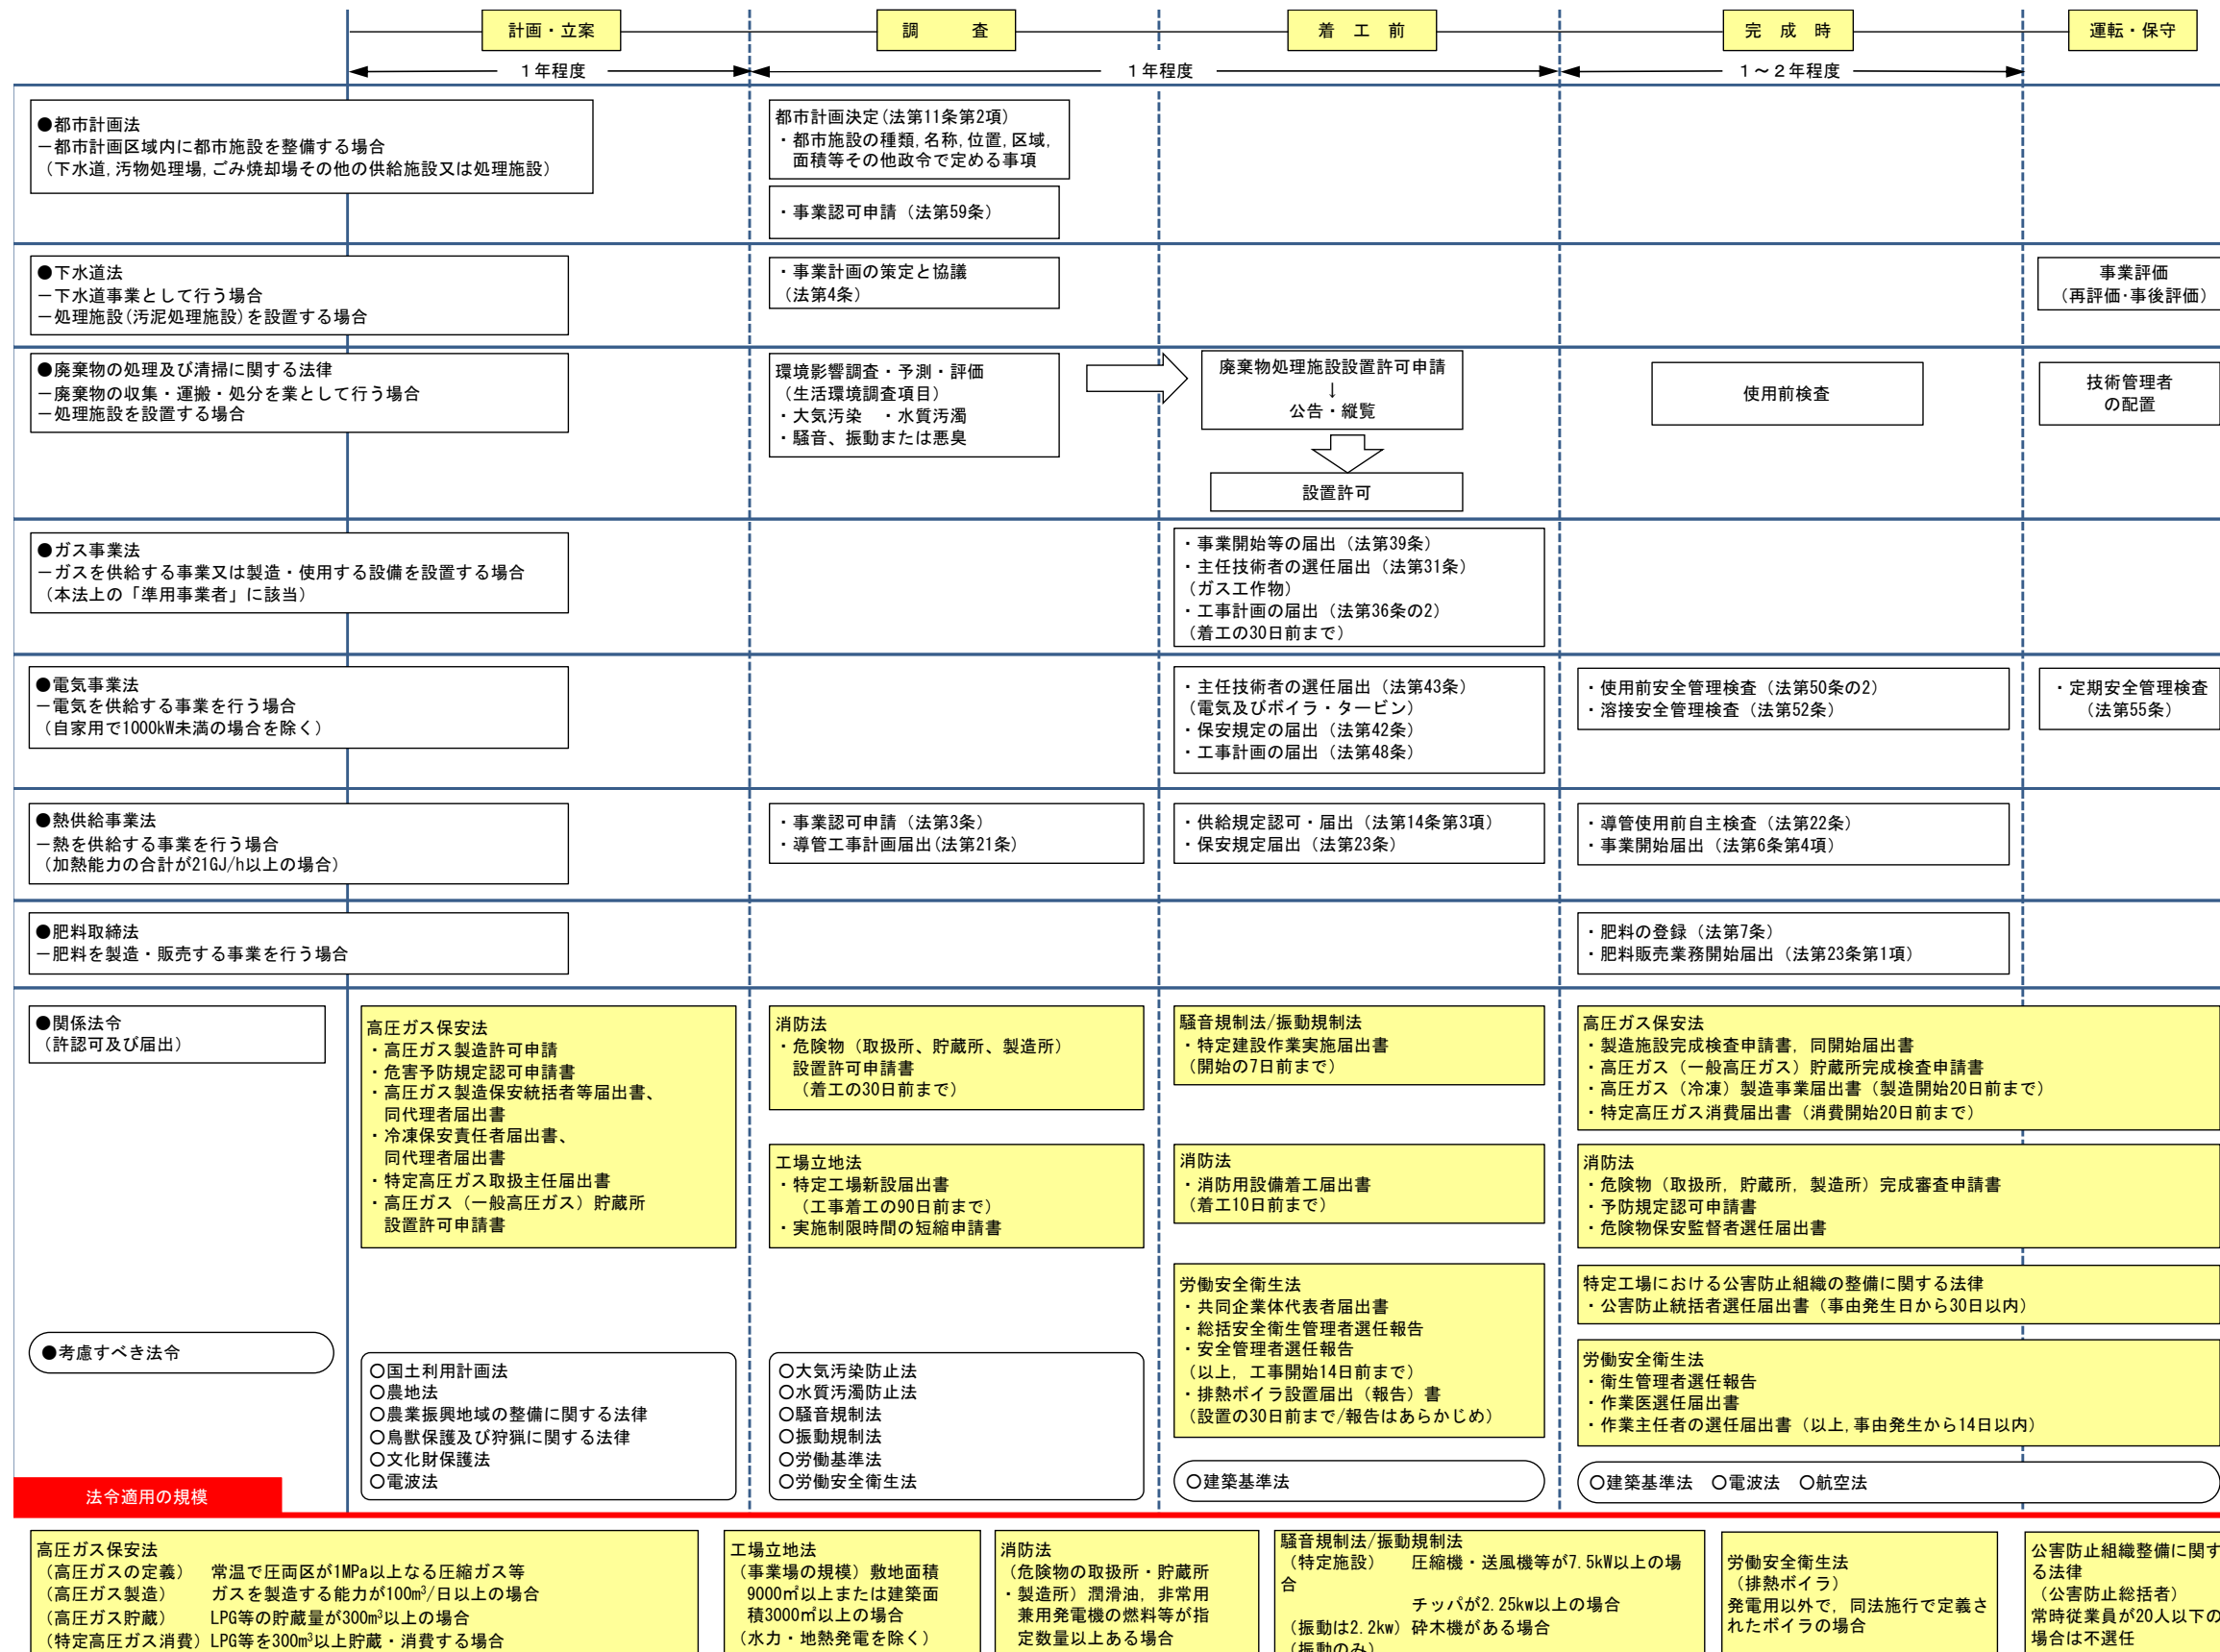 計画・立案
調　　査
着　工　前
完　成　時
運転・保守
１年程度
１年程度
１～２年程度
●都市計画法
－都市計画区域内に都市施設を整備する場合
（下水道,汚物処理場,ごみ焼却場その他の供給施設又は処理施設）
都市計画決定(法第11条第2項)
・都市施設の種類,名称,位置,区域,
面積等その他政令で定める事項
・事業認可申請（法第59条）
●下水道法
－下水道事業として行う場合
－処理施設(汚泥処理施設)を設置する場合
・事業計画の策定と協議
（法第4条）
事業評価
（再評価･事後評価）
●廃棄物の処理及び清掃に関する法律
－廃棄物の収集・運搬・処分を業として行う場合
－処理施設を設置する場合
環境影響調査・予測・評価
（生活環境調査項目）
・大気汚染　・水質汚濁
・騒音、振動または悪臭
廃棄物処理施設設置許可申請
↓
公告・縦覧
設置許可
使用前検査
技術管理者
の配置
●ガス事業法
－ガスを供給する事業又は製造・使用する設備を設置する場合
（本法上の「準用事業者」に該当）
・事業開始等の届出（法第39条）
・主任技術者の選任届出（法第31条）
（ガス工作物）
・工事計画の届出（法第36条の2）
（着工の30日前まで）
●電気事業法
－電気を供給する事業を行う場合
（自家用で1000kW未満の場合を除く）
・主任技術者の選任届出（法第43条）
（電気及びボイラ・タービン）
・保安規定の届出（法第42条）
・工事計画の届出（法第48条）
・使用前安全管理検査（法第50条の2）
・溶接安全管理検査（法第52条）
・定期安全管理検査
（法第55条）
●熱供給事業法
－熱を供給する事業を行う場合
（加熱能力の合計が21GJ/h以上の場合）
・事業認可申請（法第3条）
・導管工事計画届出(法第21条）
・供給規定認可・届出（法第14条第3項）
・保安規定届出（法第23条）
・導管使用前自主検査（法第22条）
・事業開始届出（法第6条第4項）
●肥料取締法
－肥料を製造・販売する事業を行う場合
・肥料の登録（法第7条）
・肥料販売業務開始届出（法第23条第1項）
●関係法令
（許認可及び届出）
高圧ガス保安法
・高圧ガス製造許可申請
・危害予防規定認可申請書
・高圧ガス製造保安統括者等届出書、
同代理者届出書
・冷凍保安責任者届出書、
同代理者届出書
・特定高圧ガス取扱主任届出書
・高圧ガス（一般高圧ガス）貯蔵所
設置許可申請書
消防法
・危険物（取扱所、貯蔵所、製造所）
設置許可申請書
（着工の30日前まで）
工場立地法
・特定工場新設届出書
（工事着工の90日前まで）
・実施制限時間の短縮申請書
騒音規制法/振動規制法
・特定建設作業実施届出書
（開始の7日前まで）
消防法
・消防用設備着工届出書
（着工10日前まで）
労働安全衛生法
・共同企業体代表者届出書
・総括安全衛生管理者選任報告
・安全管理者選任報告
（以上，工事開始14日前まで）
・排熱ボイラ設置届出（報告）書
（設置の30日前まで/報告はあらかじめ）
高圧ガス保安法
・製造施設完成検査申請書，同開始届出書
・高圧ガス（一般高圧ガス）貯蔵所完成検査申請書
・高圧ガス（冷凍）製造事業届出書（製造開始20日前まで）
・特定高圧ガス消費届出書（消費開始20日前まで）
消防法
・危険物（取扱所，貯蔵所，製造所）完成審査申請書
・予防規定認可申請書
・危険物保安監督者選任届出書
特定工場における公害防止組織の整備に関する法律
・公害防止統括者選任届出書（事由発生日から30日以内）
労働安全衛生法
・衛生管理者選任報告
・作業医選任届出書
・作業主任者の選任届出書（以上,事由発生から14日以内）
●考慮すべき法令
○国土利用計画法
○農地法
○農業振興地域の整備に関する法律
○鳥獣保護及び狩猟に関する法律
○文化財保護法
○電波法
○大気汚染防止法
○水質汚濁防止法
○騒音規制法
○振動規制法
○労働基準法
○労働安全衛生法
○建築基準法
○建築基準法　○電波法　○航空法
法令適用の規模
高圧ガス保安法
（高圧ガスの定義）　常温で圧両区が1MPa以上なる圧縮ガス等
（高圧ガス製造）　　ガスを製造する能力が100m³/日以上の場合
（高圧ガス貯蔵）　　LPG等の貯蔵量が300m³以上の場合
（特定高圧ガス消費）LPG等を300m³以上貯蔵・消費する場合
工場立地法
（事業場の規模）敷地面積
9000㎡以上または建築面
積3000㎡以上の場合
（水力・地熱発電を除く）
消防法
（危険物の取扱所・貯蔵所
・製造所）潤滑油，非常用
兼用発電機の燃料等が指
定数量以上ある場合
騒音規制法/振動規制法
（特定施設）　圧縮機・送風機等が7.5kW以上の場
合
チッパが2.25kw以上の場合
（振動は2.2kw）砕木機がある場合
（振動のみ）
労働安全衛生法
（排熱ボイラ）
発電用以外で，同法施行で定義さ
れたボイラの場合
公害防止組織整備に関す
る法律
（公害防止総括者）
常時従業員が20人以下の
場合は不選任